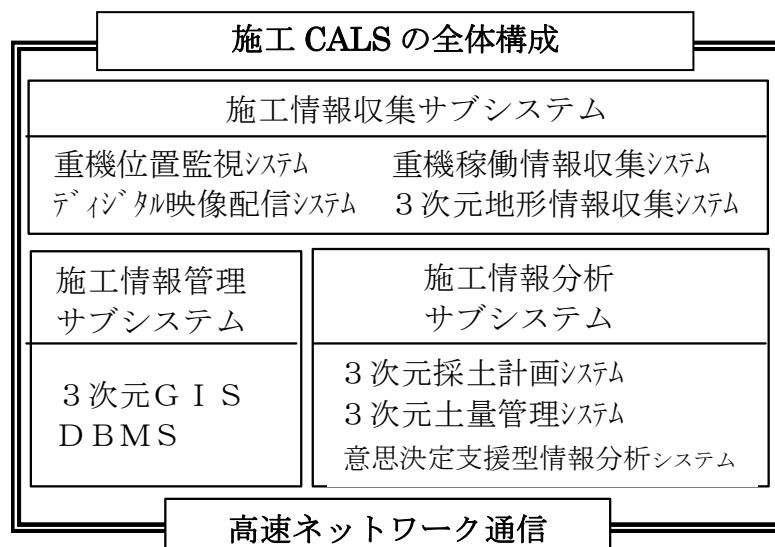 施工 CALS の全体構成
施工情報収集サブシステム
重機位置監視ｼｽﾃﾑ　重機稼働情報収集ｼｽﾃﾑ
ﾃﾞｨｼﾞﾀﾙ映像配信ｼｽﾃﾑ　３次元地形情報収集ｼｽﾃﾑ
施工情報管理
サブシステム
３次元ＧＩＳ
ＤＢＭＳ
施工情報分析
サブシステム
３次元採土計画ｼｽﾃﾑ
３次元土量管理ｼｽﾃﾑ
意思決定支援型情報分析システム
高速ネットワーク通信